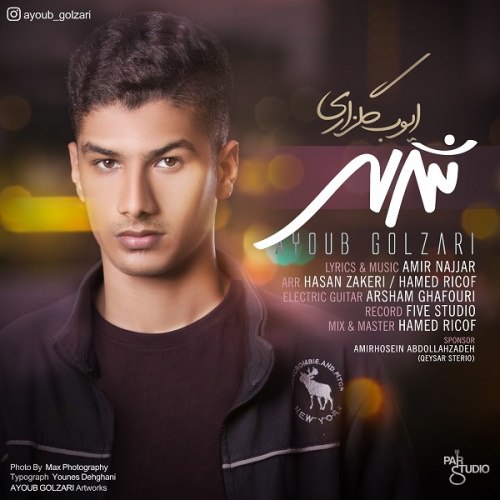 ayoub_golzari
ایوب گلزاری
AYOUB GOLZARI
LYRICS & MUSIC AMIR NAJJAR
ARR HASAN ZAKERI / HAMED RICOF
ELECTRIC GUITAR ARSHAM GHAFOURI
RECORD FIVE STUDIO
MIX & MASTER HAMED RICOF
SPONSOR
AMIRHOSEIN ABDOLLAHZADEH
(QEYSAR STERIO)
NEW YORK
Photo By Max Photography
Typograph Younes Dehghani
AYOUB GOLZARI Artworks
PAR
STUDIO